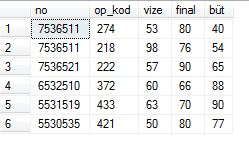 no op_kod vize final büt
1 7536511 274 53 80 40
2 7536511 218 98 76 54
3 7536521 222 57 90 65
4 6532510 372 60 66 88
5 5531519 433 63 70 90
6 5530535 421 50 80 77